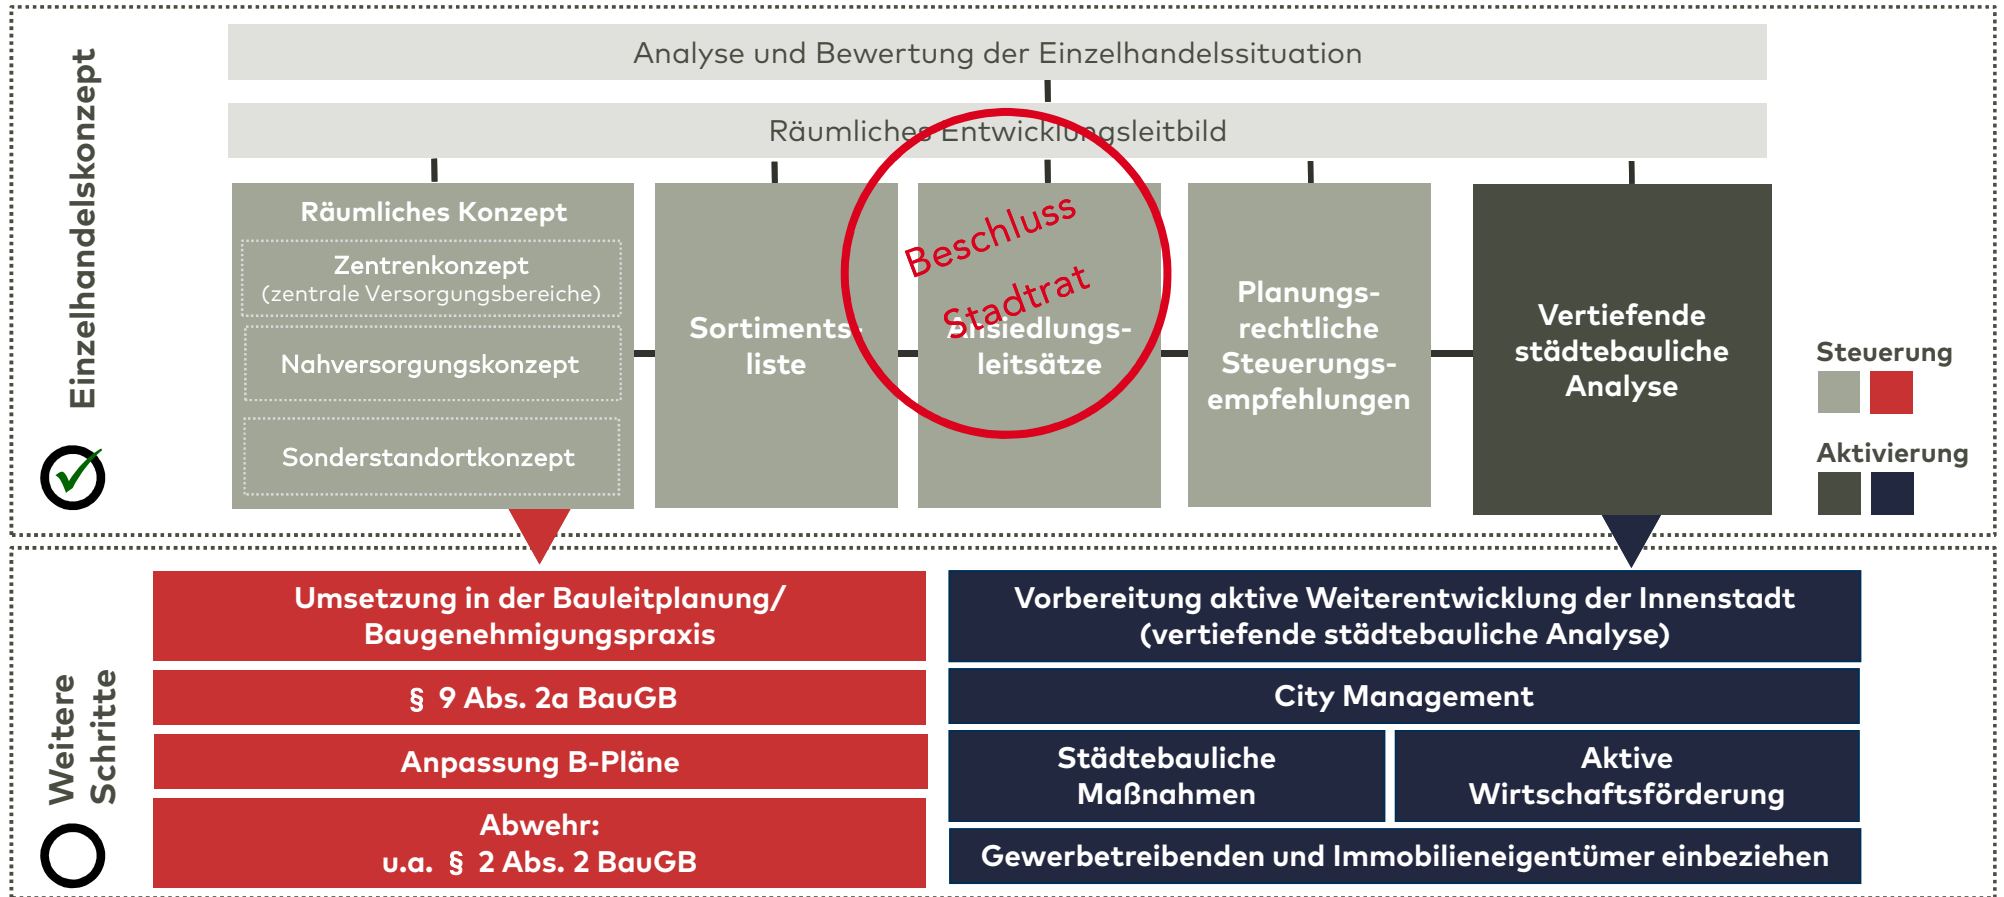 Einzelhandelskonzept
Analyse und Bewertung der Einzelhandelssituation
Räumliches Entwicklungsleitbild
Räumliches Konzept
Zentrenkonzept
(zentrale Versorgungsbereiche)
Nahversorgungskonzept
Sonderstandortkonzept
Sortiments-
liste
Beschluss
Stadtrat
Ansiedlungs-
leitsätze
Planungs-
rechtliche
Steuerungs-
empfehlungen
Vertiefende
städtebauliche
Analyse
Steuerung
Aktivierung
Weitere
Schritte
Umsetzung in der Bauleitplanung/
Baugenehmigungspraxis
§ 9 Abs. 2a BauGB
Anpassung B-Pläne
Abwehr:
u.a. § 2 Abs. 2 BauGB
Vorbereitung aktive Weiterentwicklung der Innenstadt
(vertiefende städtebauliche Analyse)
City Management
Städtebauliche
Maßnahmen
Aktive
Wirtschaftsförderung
Gewerbetreibenden und Immobilieneigentümer einbeziehen